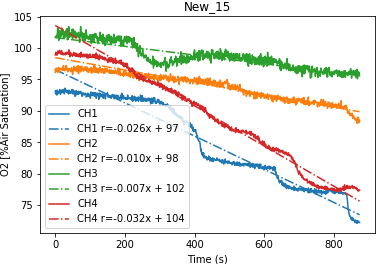 New_15
105
100
95
90
85
80
75
O2 [%Air Saturation]
CH1
CH1 r=-0.026x + 97
CH2
CH2 r=-0.010x + 98
CH3
CH3 r=-0.007x + 102
CH4
CH4 r=-0.032x + 104
0 200 400 600 800
Time (s)